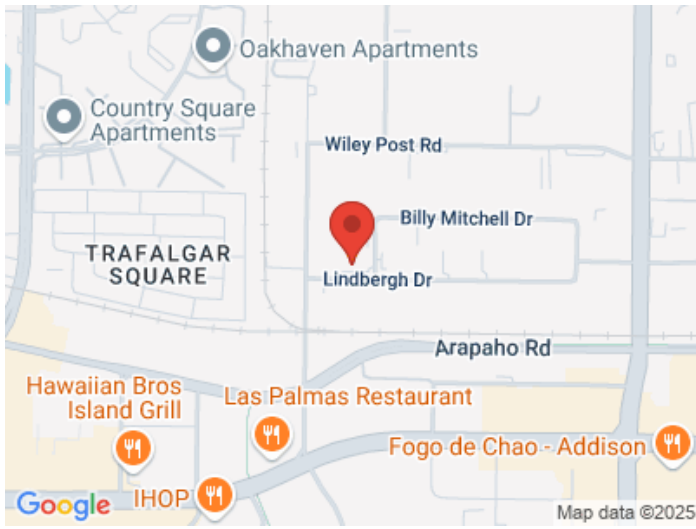 Oakhaven Apartments
Country Square
Apartments
Wiley Post Rd
Billy Mitchell Dr
TRAFALGAR
SQUARE
Lindbergh Dr
Arapaho Rd
Hawaiian Bros
Island Grill
Las Palmas Restaurant
Fogo de Chao - Addison
IHOP
Google
Map data ©2025